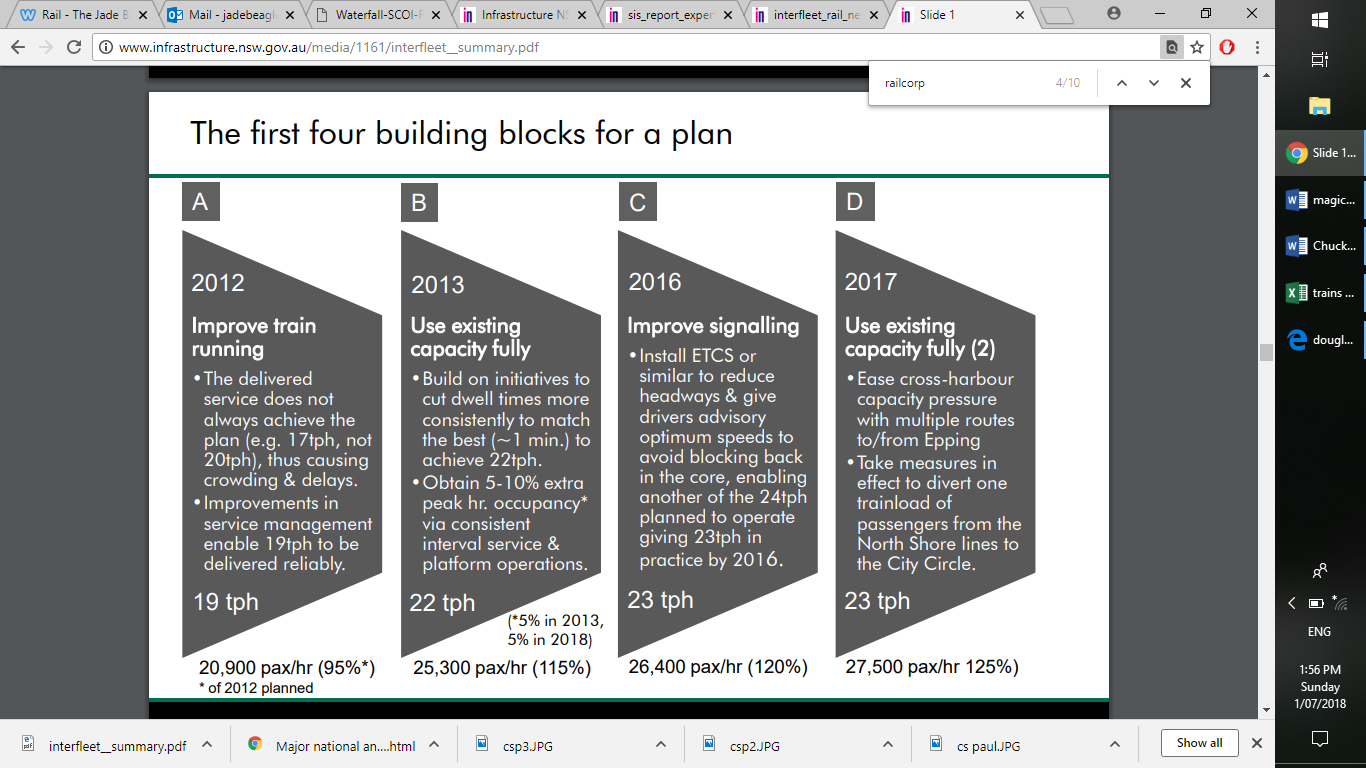 Rail - The Jade B
Mail - jadebeagl
Waterfall-SCOI-F
Infrastructure NS
sis_report_exper
interfleet_rail_ne
Slide 1
www.infrastructure.nsw.gov.au/media/1161/interfleet__summary.pdf
railcorp 4/10
The first four building blocks for a plan
A
2012
Improve train
running
• The delivered
service does not
always achieve the
plan (e.g. 17tph, not
20tph), thus causing
crowding & delays.
• Improvements in
service management
enable 19tph to be
delivered reliably.
19 tph
20,900 pax/hr (95%*)
* of 2012 planned
B
2013
Use existing
capacity fully
• Build on initiatives to
cut dwell times more
consistently to match
the best (~1 min.) to
achieve 22tph.
• Obtain 5-10% extra
peak hr. occupancy*
via consistent
interval service &
platform operations.
22 tph
(*5% in 2013,
5% in 2018)
25,300 pax/hr (115%)
C
2016
Improve signalling
• Install ETCS or
similar to reduce
headways & give
drivers advisory
optimum speeds to
avoid blocking back
in the core, enabling
another of the 24tph
planned to operate
giving 23tph in
practice by 2016.
23 tph
26,400 pax/hr (120%)
D
2017
Use existing
capacity fully (2)
• Ease cross-harbour
capacity pressure
with multiple routes
to/from Epping
• Take measures in
effect to divert one
trainload of
passengers from the
North Shore lines to
the City Circle.
23 tph
27,500 pax/hr 125%)
interfleet__summary.pdf
Major national an....html
csp3.JPG
csp2.JPG
cs paul.JPG
Show all
Slide 1...
magic...
Chuck...
trains ...
dougl...
ENG
1:56 PM
Sunday
1/07/2018